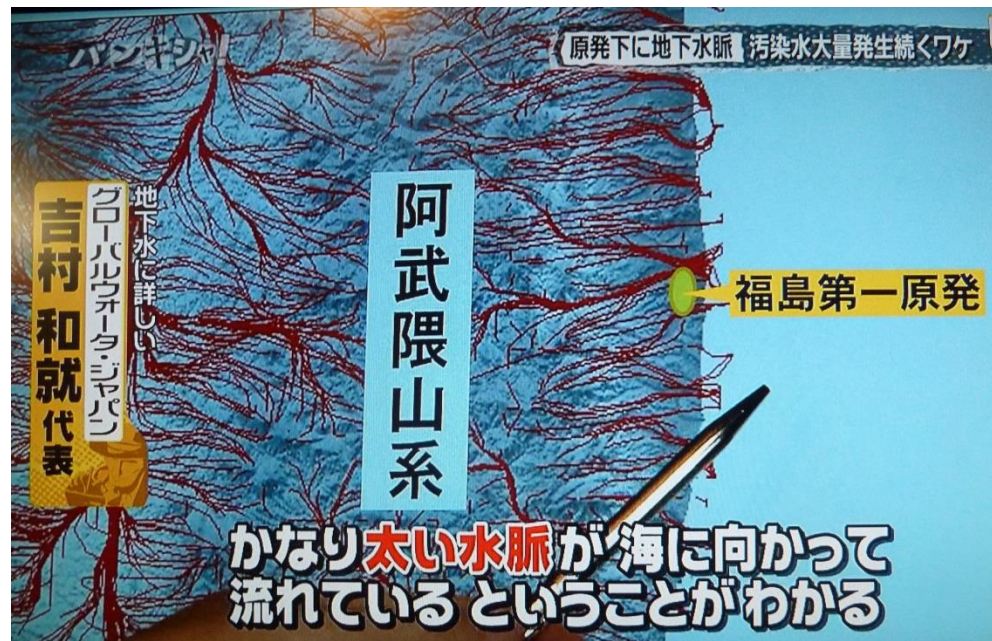 バンキシャ!
原発下に地下水脈 汚染水大量発生続くワケ
地下水に詳しい
グローバルウォータ・ジャパン
吉村 和就 代表
阿武隈山系
福島第一原発
かなり太い水脈が海に向かって
流れているということがわかる